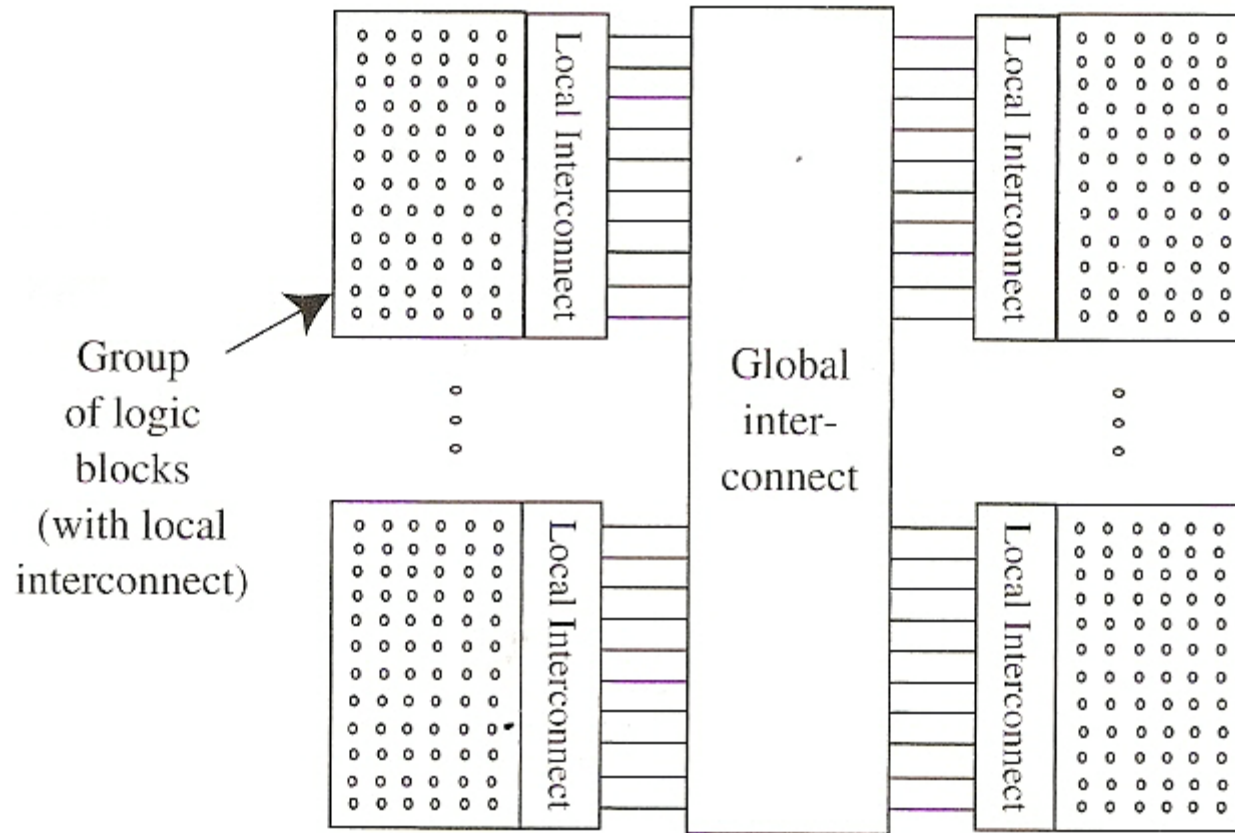 Local Interconnect
Local Interconnect
Group
of logic
blocks
(with local
interconnect)
Global
inter-
connect
Local Interconnect
Local Interconnect